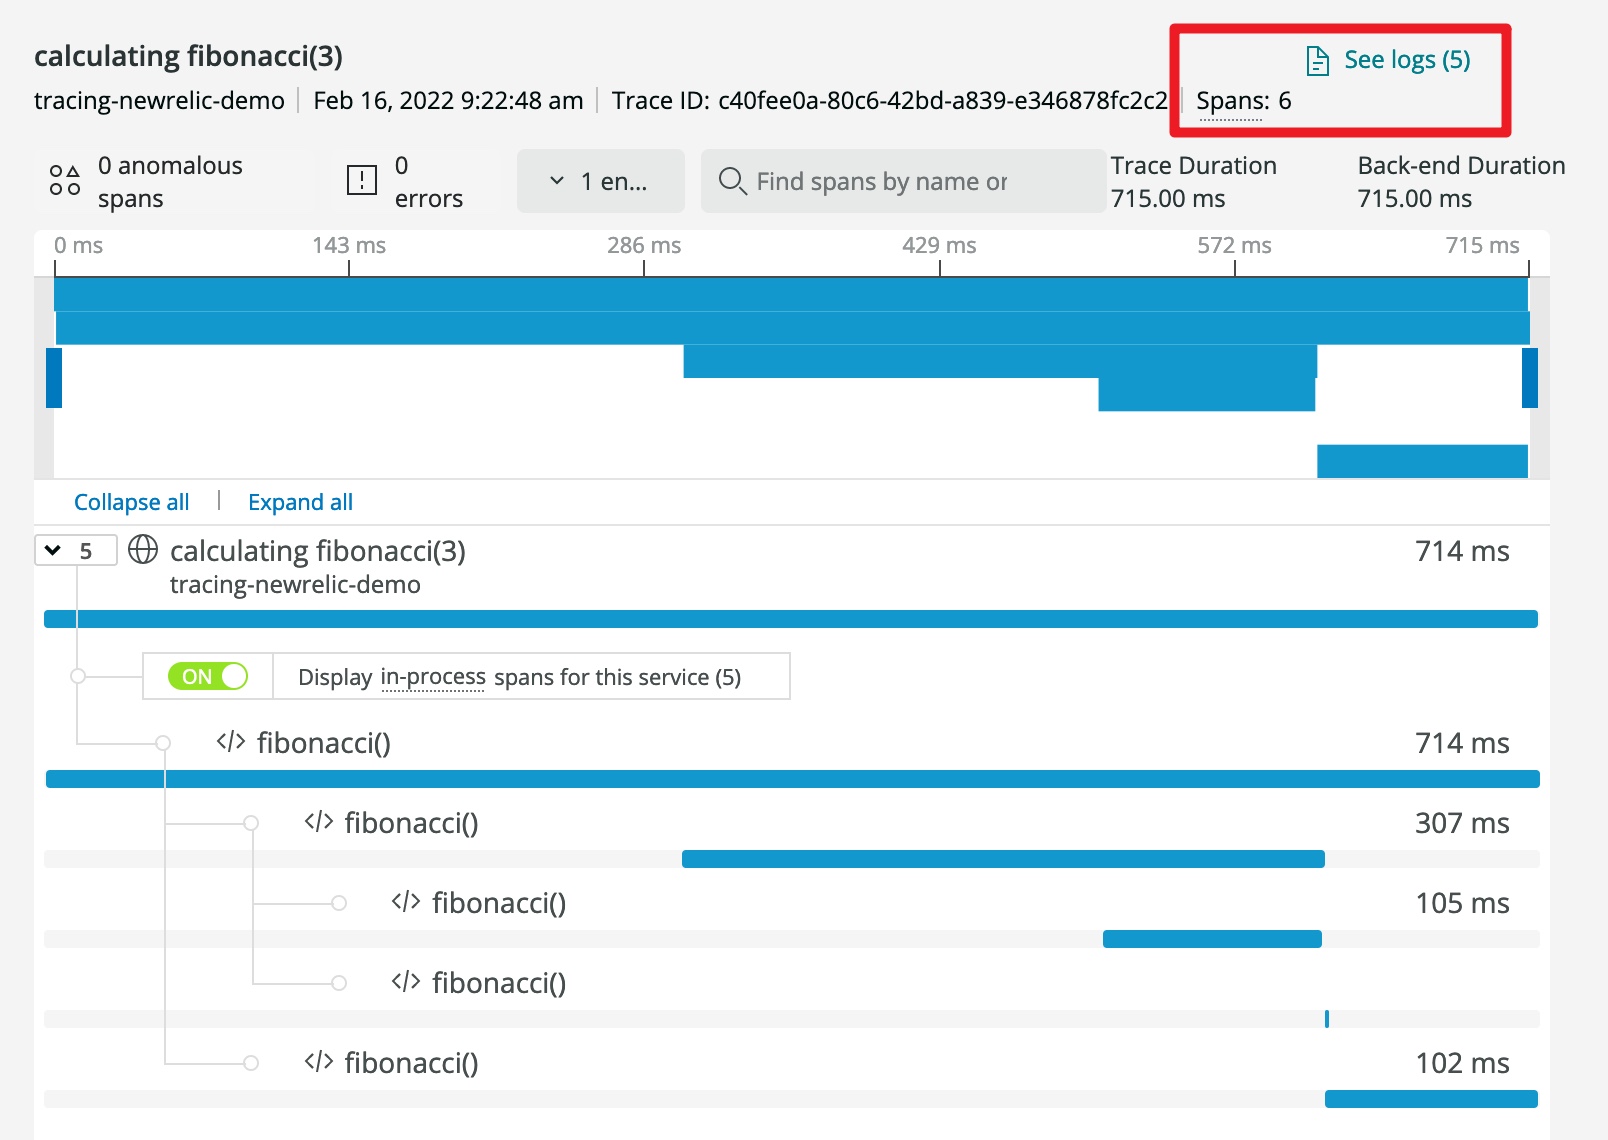 calculating fibonacci(3)
See logs (5)
tracing-newrelic-demo | Feb 16, 2022 9:22:48 am | Trace ID: c40fee0a-80c6-42bd-a839-e346878fc2c2 | Spans: 6
0 anomalous spans
0 errors
1 en...
Find spans by name or
Trace Duration
715.00 ms
Back-end Duration
715.00 ms
0 ms 143 ms 286 ms 429 ms 572 ms 715 ms
Collapse all | Expand all
5 calculating fibonacci(3) 714 ms
tracing-newrelic-demo
ON Display in-process spans for this service (5)
</> fibonacci() 714 ms
</> fibonacci() 307 ms
</> fibonacci() 105 ms
</> fibonacci()
</> fibonacci() 102 ms